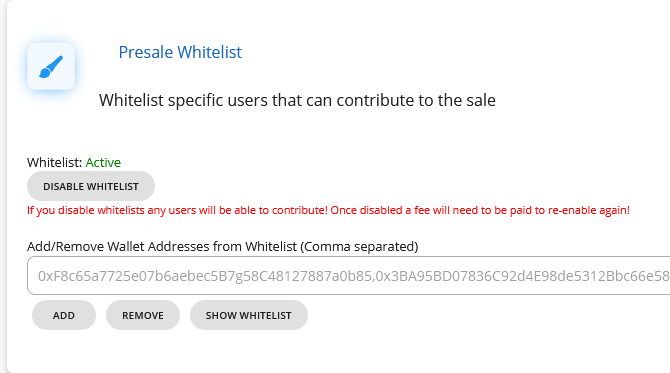 Presale Whitelist
Whitelist specific users that can contribute to the sale
Whitelist: Active
DISABLE WHITELIST
If you disable whitelists any users will be able to contribute! Once disabled a fee will need to be paid to re-enable again!
Add/Remove Wallet Addresses from Whitelist (Comma separated)
0xF8c65a7725e07b6aebec5B7g58C48127887a0b85,0x3BA95BD07836C92d4E98de5312Bbc66e58
ADD REMOVE SHOW WHITELIST